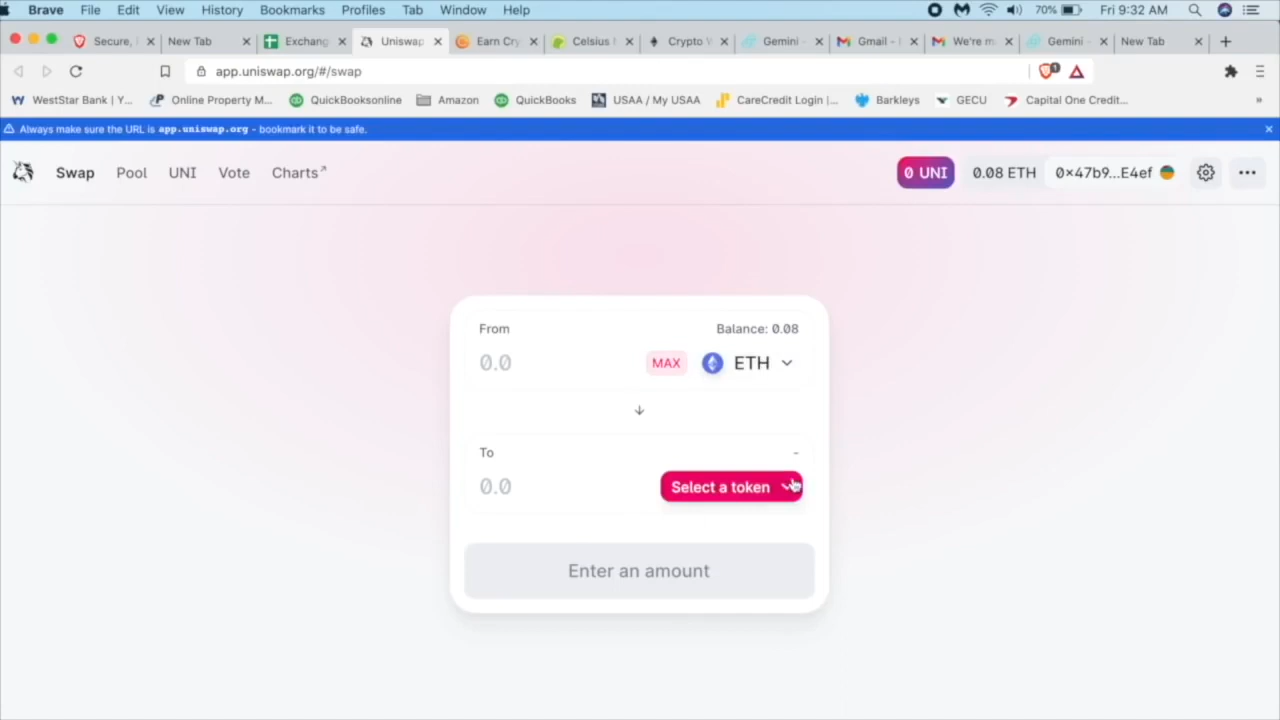 Brave File Edit View History Bookmarks Profiles Tab Window Help 70% Fri 9:32 AM
Secure, New Tab Exchang Uniswap Earn Cry Celsius Crypto Gemini - Gmail - We're m Gemini - New Tab
app.uniswap.org/#/swap 1
WestStar Bank | Y... Online Property M... QuickBooksonline Amazon QuickBooks USAA / My USAA CareCredit Login |... Barkleys GECU Capital One Credit... »
Always make sure the URL is app.uniswap.org - bookmark it to be safe.
Swap Pool UNI Vote Charts↗ 0 UNI 0.08 ETH 0×47b9...E4ef
From Balance: 0.08
0.0 MAX ETH
To -
0.0 Select a token
Enter an amount